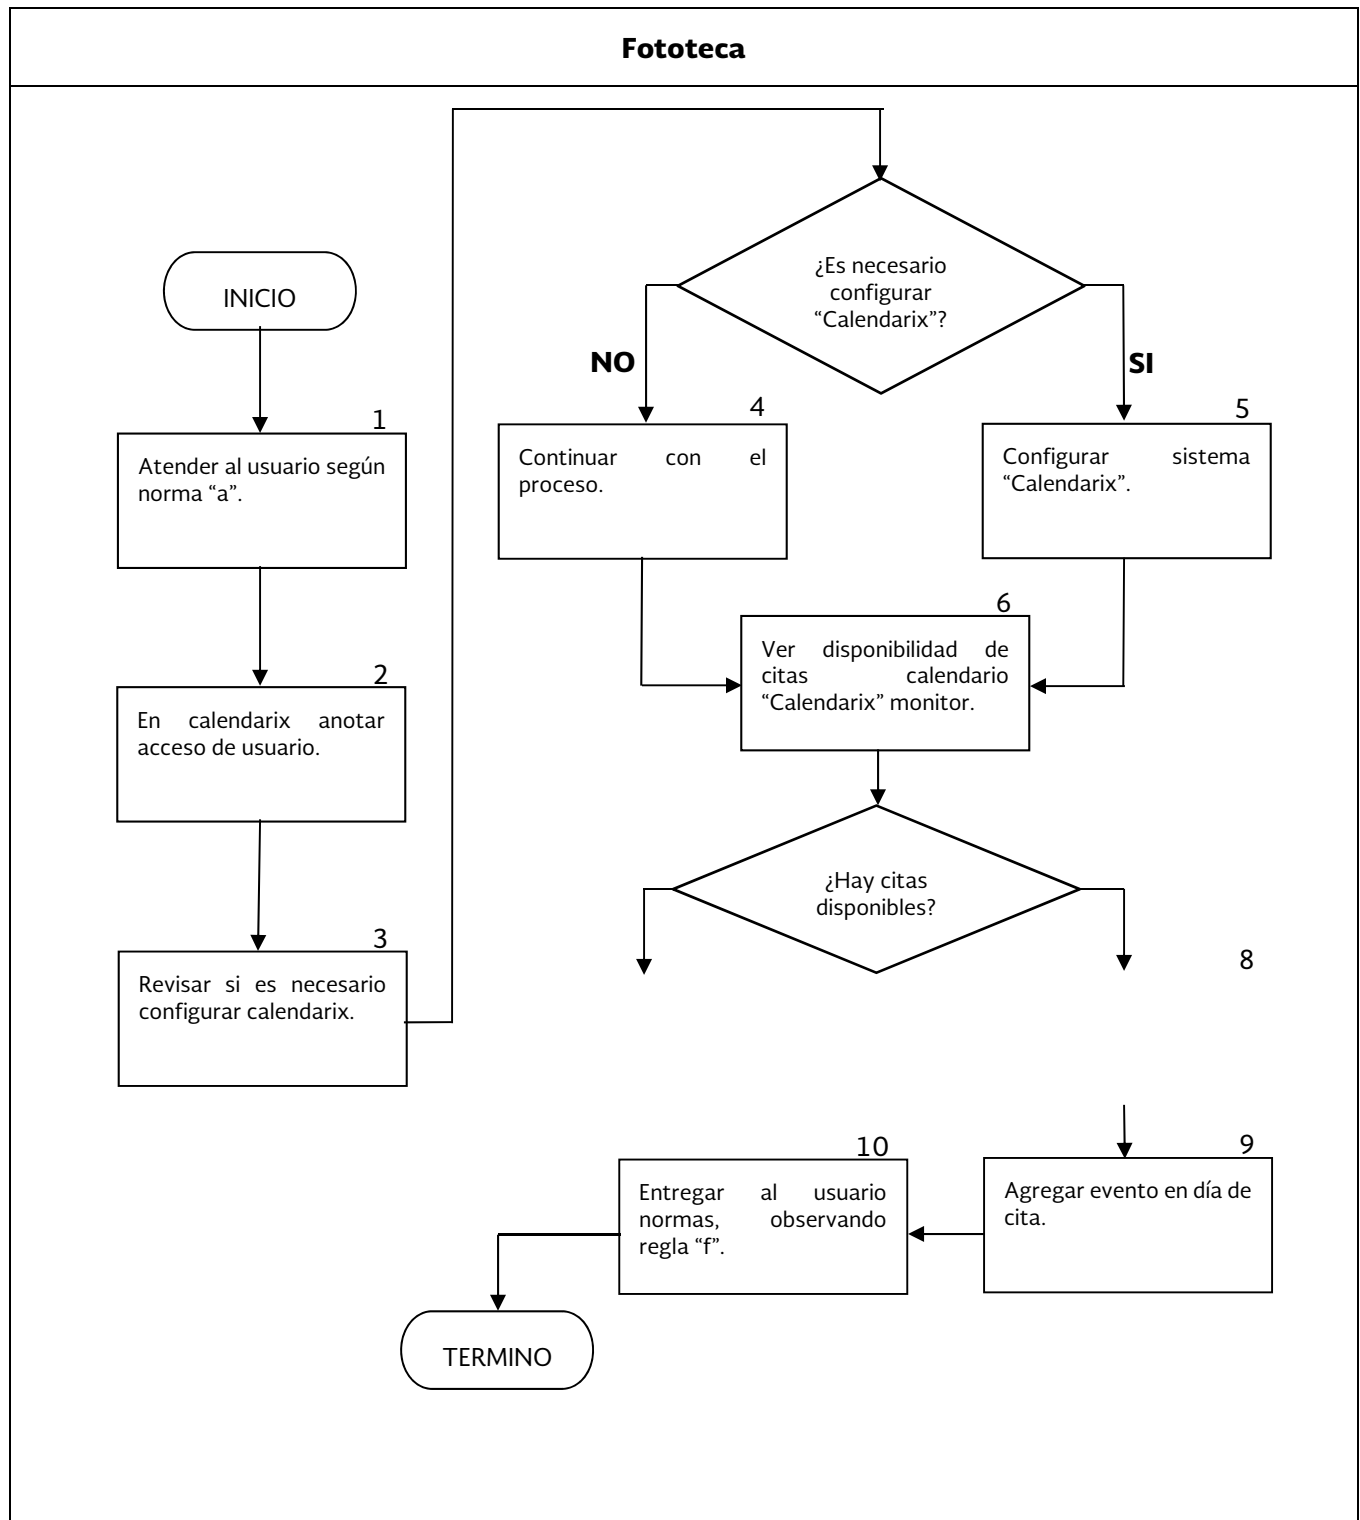 Fototeca
INICIO
1
Atender al usuario según
norma “a”.
2
En calendarix anotar
acceso de usuario.
3
Revisar si es necesario
configurar calendarix.
¿Es necesario
configurar
“Calendarix”?
NO
SI
4
Continuar con el
proceso.
5
Configurar sistema
“Calendarix”.
6
Ver disponibilidad de
citas calendario
“Calendarix” monitor.
¿Hay citas
disponibles?
8
9
Agregar evento en día de
cita.
10
Entregar al usuario
normas, observando
regla “f”.
TERMINO